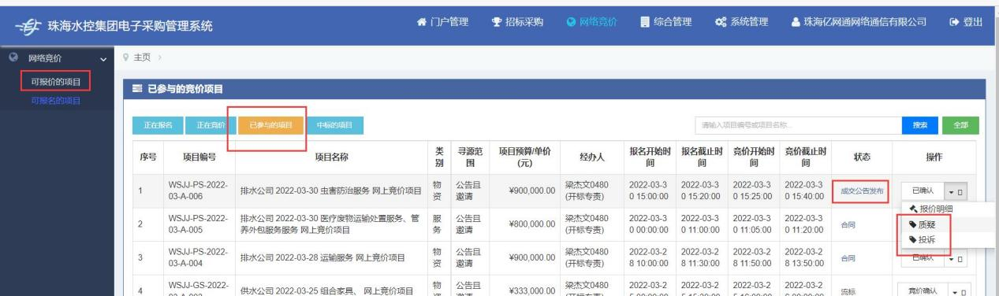 珠海水控集团电子采购管理系统
门户管理 招标采购 网络竞价 综合管理 系统管理 珠海亿网通网络通信有限公司 登出
网络竞价
主页
可报价的项目
可报名的项目
已参与的竞价项目
正在报名 正在竞价 已参与的项目 中标的项目 请输入项目编号或项目名称... 搜索 全部
序号 项目编号 项目名称 类别 寻源范围 项目预算/单价(元) 经办人 报名开始时间 报名截止时间 竞价开始时间 竞价截止时间 状态 操作
1 WSJJ-PS-2022-03-A-006 排水公司 2022-03-30 虫害防治服务 网上竞价项目 物资 公告且邀请 ¥900,000.00 梁杰文0480(开标专责) 2022-03-30 15:00:00 2022-03-30 15:20:00 2022-03-30 15:25:00 2022-03-30 15:40:00 成交公告发布 已确认
报价明细
质疑
投诉
2 WSJJ-PS-2022-03-A-005 排水公司 2022-03-30 医疗废物运输处置服务、管养外包服务服务 网上竞价项目 服务 公告且邀请 ¥800,000.00 梁杰文0480(开标专责) 2022-03-30 00:00:00 2022-03-30 11:00:00 2022-03-30 11:05:00 2022-03-30 11:20:00 合同
3 WSJJ-PS-2022-03-A-004 排水公司 2022-03-28 运输服务 网上竞价项目 物资 公告且邀请 ¥900,000.00 梁杰文0480(开标专责) 2022-03-28 10:00:00 2022-03-28 11:30:00 2022-03-28 11:50:00 2022-03-28 13:50:00 合同 已确认
4 WSJJ-GS-2022- 供水公司 2022-03-25 组合家具、 网上竞价项目 公告且 ¥333,000.00 梁杰文0480 2022-03-2 2022-03-2 2022-03-2 2022-03-2 流标 竞价确认